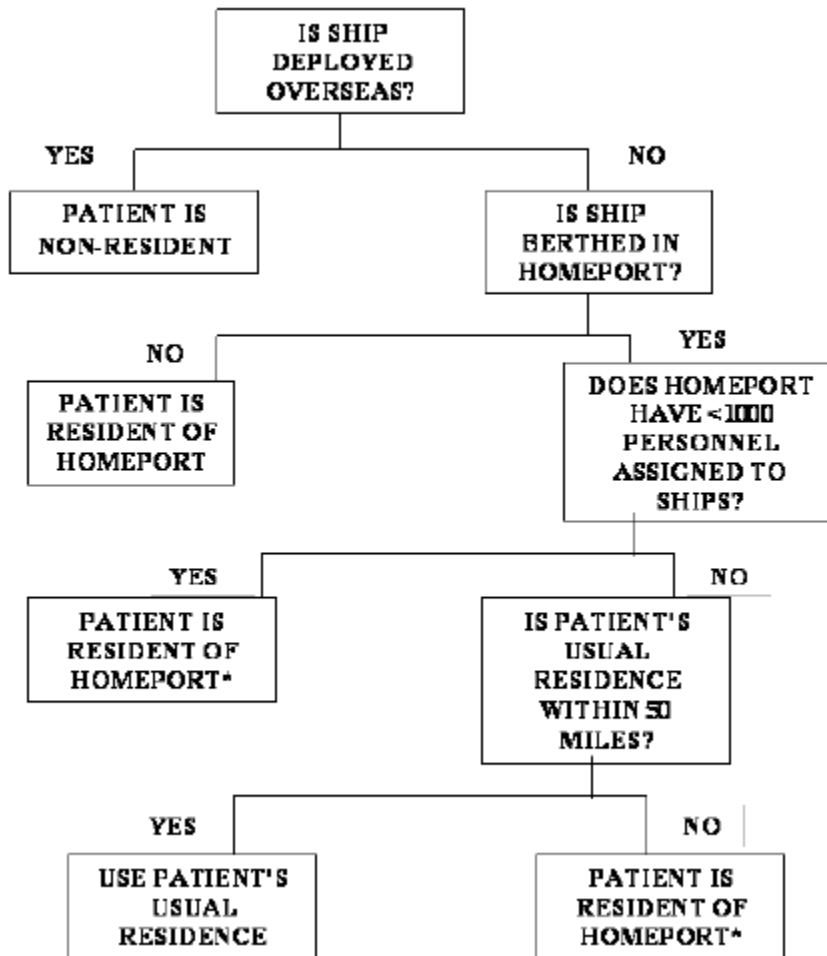 IS SHIP
DEPLOYED
OVERSEAS?
YES
NO
PATIENT IS
NON-RESIDENT
IS SHIP
BERTHED IN
HOMEPORT?
NO
YES
PATIENT IS
RESIDENT OF
HOMEPORT
DOES HOMEPORT
HAVE <1000
PERSONNEL
ASSIGNED TO
SHIPS?
YES
NO
PATIENT IS
RESIDENT OF
HOMEPORT*
IS PATIENT'S
USUAL
RESIDENCE
WITHIN 50
MILES?
YES
NO
USE PATIENT'S
USUAL
RESIDENCE
PATIENT IS
RESIDENT OF
HOMEPORT*